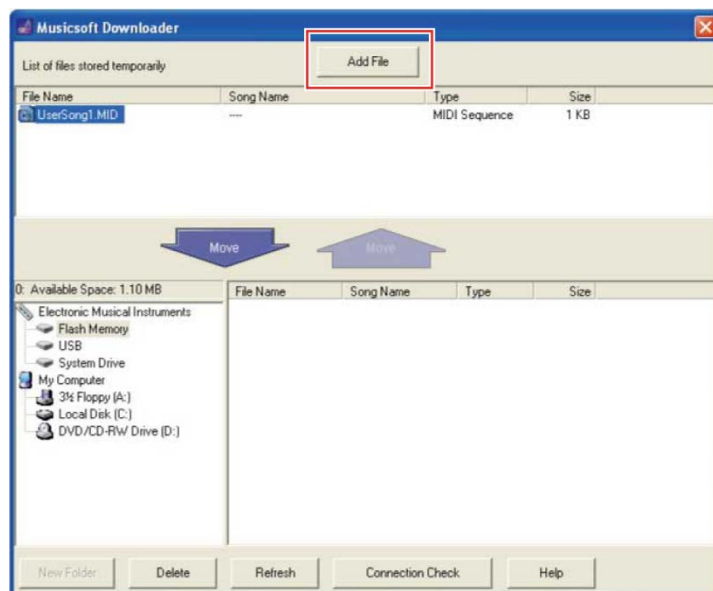 Musicsoft Downloader
List of files stored temporarily
Add File
File Name Song Name Type Size
UserSong1.MID ---- MIDI Sequence 1 KB
Move Move
0: Available Space: 1.10 MB
File Name Song Name Type Size
Electronic Musical Instruments
Flash Memory
USB
System Drive
My Computer
3½ Floppy (A:)
Local Disk (C:)
DVD/CD-RW Drive (D:)
New Folder Delete Refresh Connection Check Help